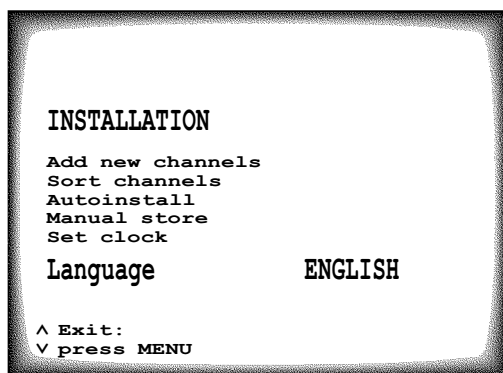 INSTALLATION
Add new channels
Sort channels
Autoinstall
Manual store
Set clock
Language ENGLISH
^ Exit:
v press MENU